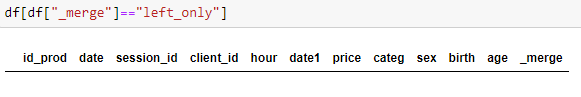 df[df["_merge"]=="left_only"]
id_prod date session_id client_id hour date1 price categ sex birth age _merge